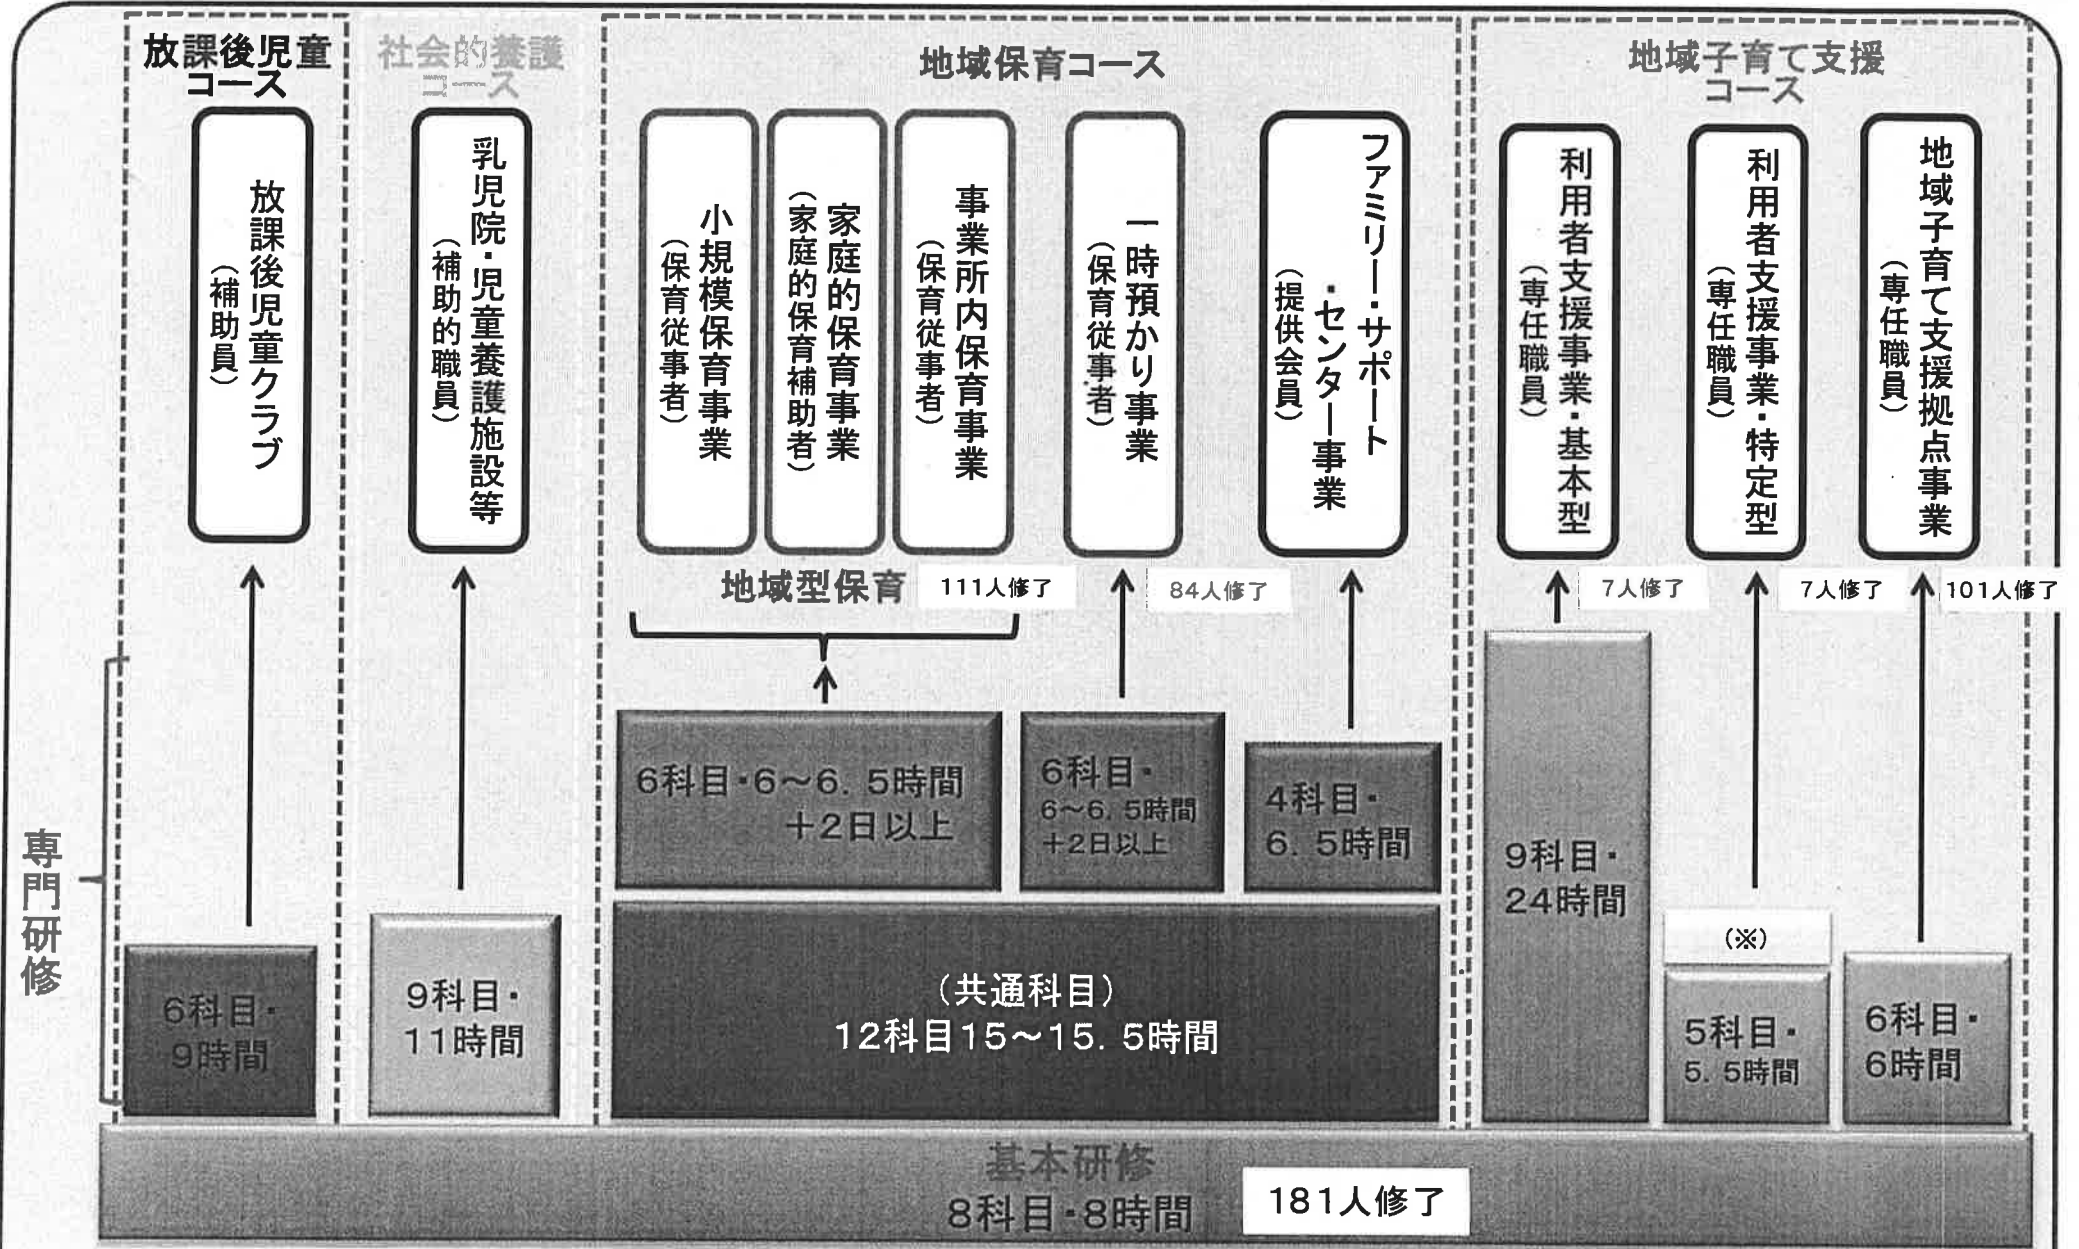 放課後児童
コース
社会的養護
コース
地域保育コース
地域子育て支援
コース
放課後児童クラブ
（補助員）
乳児院・児童養護施設等
（補助的職員）
小規模保育事業
（保育従事者）
家庭的保育事業
（家庭的保育補助者）
事業所内保育事業
（保育従事者）
一時預かり事業
（保育従事者）
ファミリー・サポート
・センター事業
（提供会員）
利用者支援事業・基本型
（専任職員）
利用者支援事業・特定型
（専任職員）
地域子育て支援拠点事業
（専任職員）
地域型保育
111人修了
84人修了
7人修了
7人修了
101人修了
専門研修
6科目・
9時間
9科目・
11時間
6科目・6～6．5時間
＋2日以上
6科目・
6～6．5時間
＋2日以上
4科目・
6．5時間
（共通科目）
12科目15～15．5時間
9科目・
24時間
（※）
5科目・
5．5時間
6科目・
6時間
基本研修
8科目・8時間
181人修了